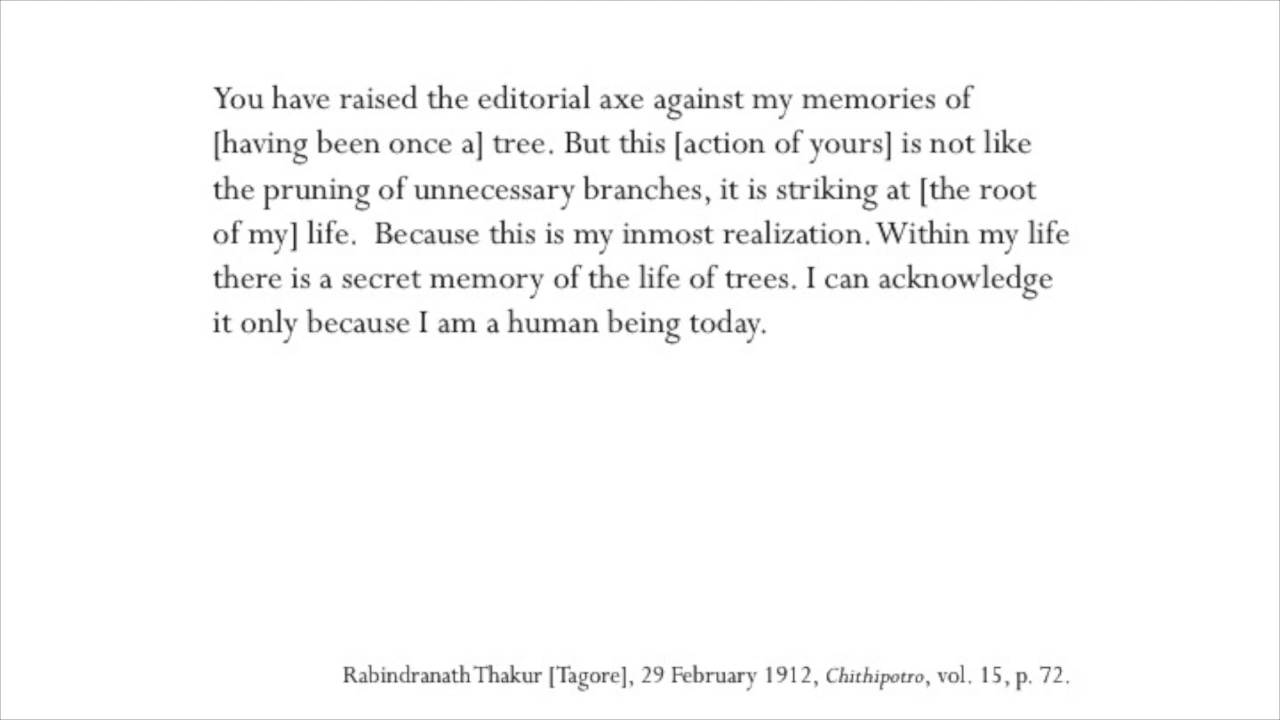 You have raised the editorial axe against my memories of
[having been once a] tree. But this [action of yours] is not like
the pruning of unnecessary branches, it is striking at [the root
of my] life.  Because this is my inmost realization. Within my life
there is a secret memory of the life of trees. I can acknowledge
it only because I am a human being today.
Rabindranath Thakur [Tagore], 29 February 1912, Chithipotro, vol. 15, p. 72.